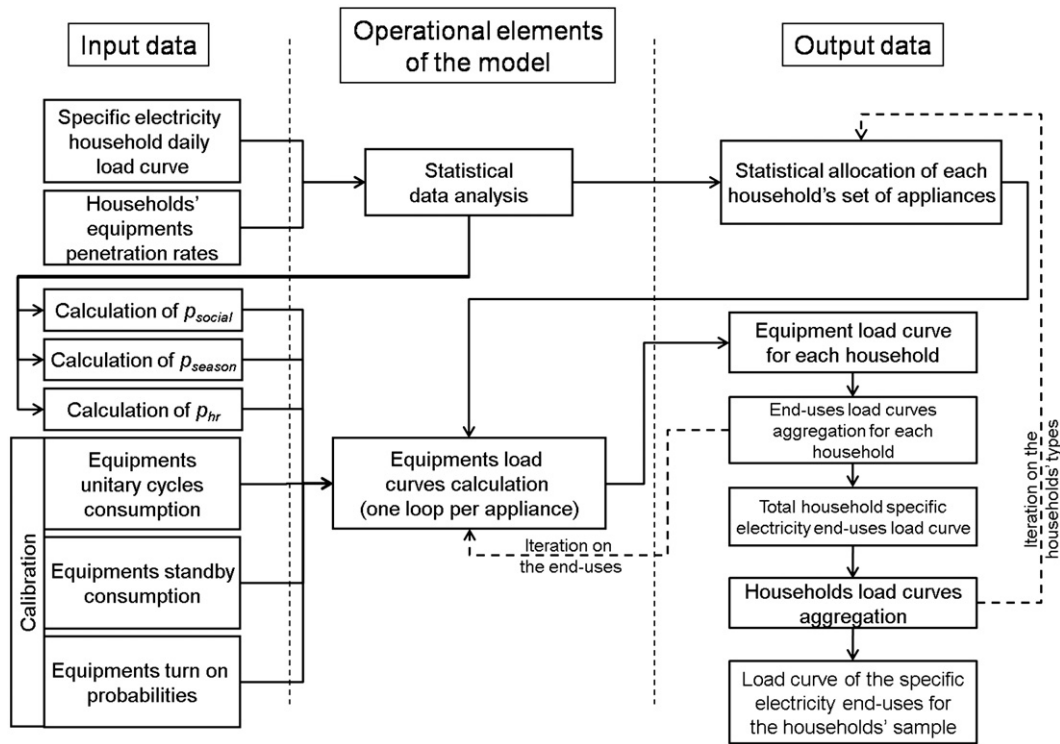 Input data
Operational elements
of the model
Output data
Specific electricity
household daily
load curve
Households'
equipments
penetration rates
Statistical
data analysis
Statistical allocation of each
household's set of appliances
Calculation of p_social
Calculation of p_season
Calculation of p_hr
Calibration
Equipments
unitary cycles
consumption
Equipments standby
consumption
Equipments turn on
probabilities
Equipments load
curves calculation
(one loop per appliance)
Iteration on
the end-uses
Equipment load curve
for each household
End-uses load curves
aggregation for each
household
Total household specific
electricity end-uses load curve
Households load curves
aggregation
Load curve of the specific
electricity end-uses for
the households' sample
Iteration on the
households' types